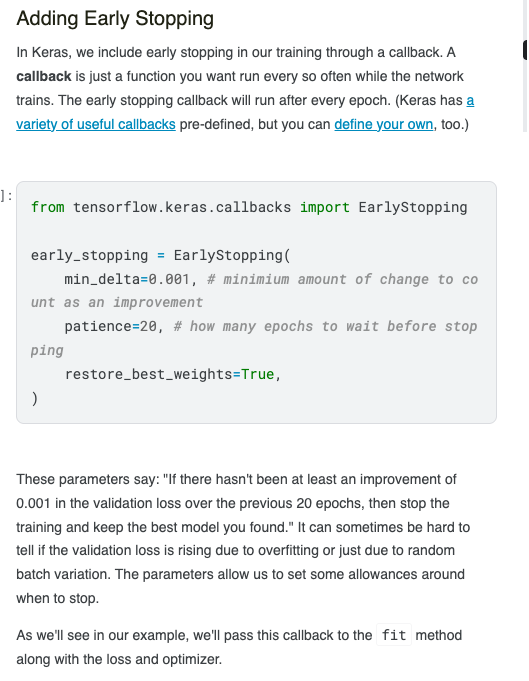 Adding Early Stopping
In Keras, we include early stopping in our training through a callback. A
callback is just a function you want run every so often while the network
trains. The early stopping callback will run after every epoch. (Keras has a
variety of useful callbacks pre-defined, but you can define your own, too.)
]:
from tensorflow.keras.callbacks import EarlyStopping
early_stopping = EarlyStopping(
    min_delta=0.001, # minimium amount of change to co
unt as an improvement
    patience=20, # how many epochs to wait before stop
ping
    restore_best_weights=True,
)
These parameters say: "If there hasn't been at least an improvement of
0.001 in the validation loss over the previous 20 epochs, then stop the
training and keep the best model you found." It can sometimes be hard to
tell if the validation loss is rising due to overfitting or just due to random
batch variation. The parameters allow us to set some allowances around
when to stop.
As we'll see in our example, we'll pass this callback to the fit method
along with the loss and optimizer.